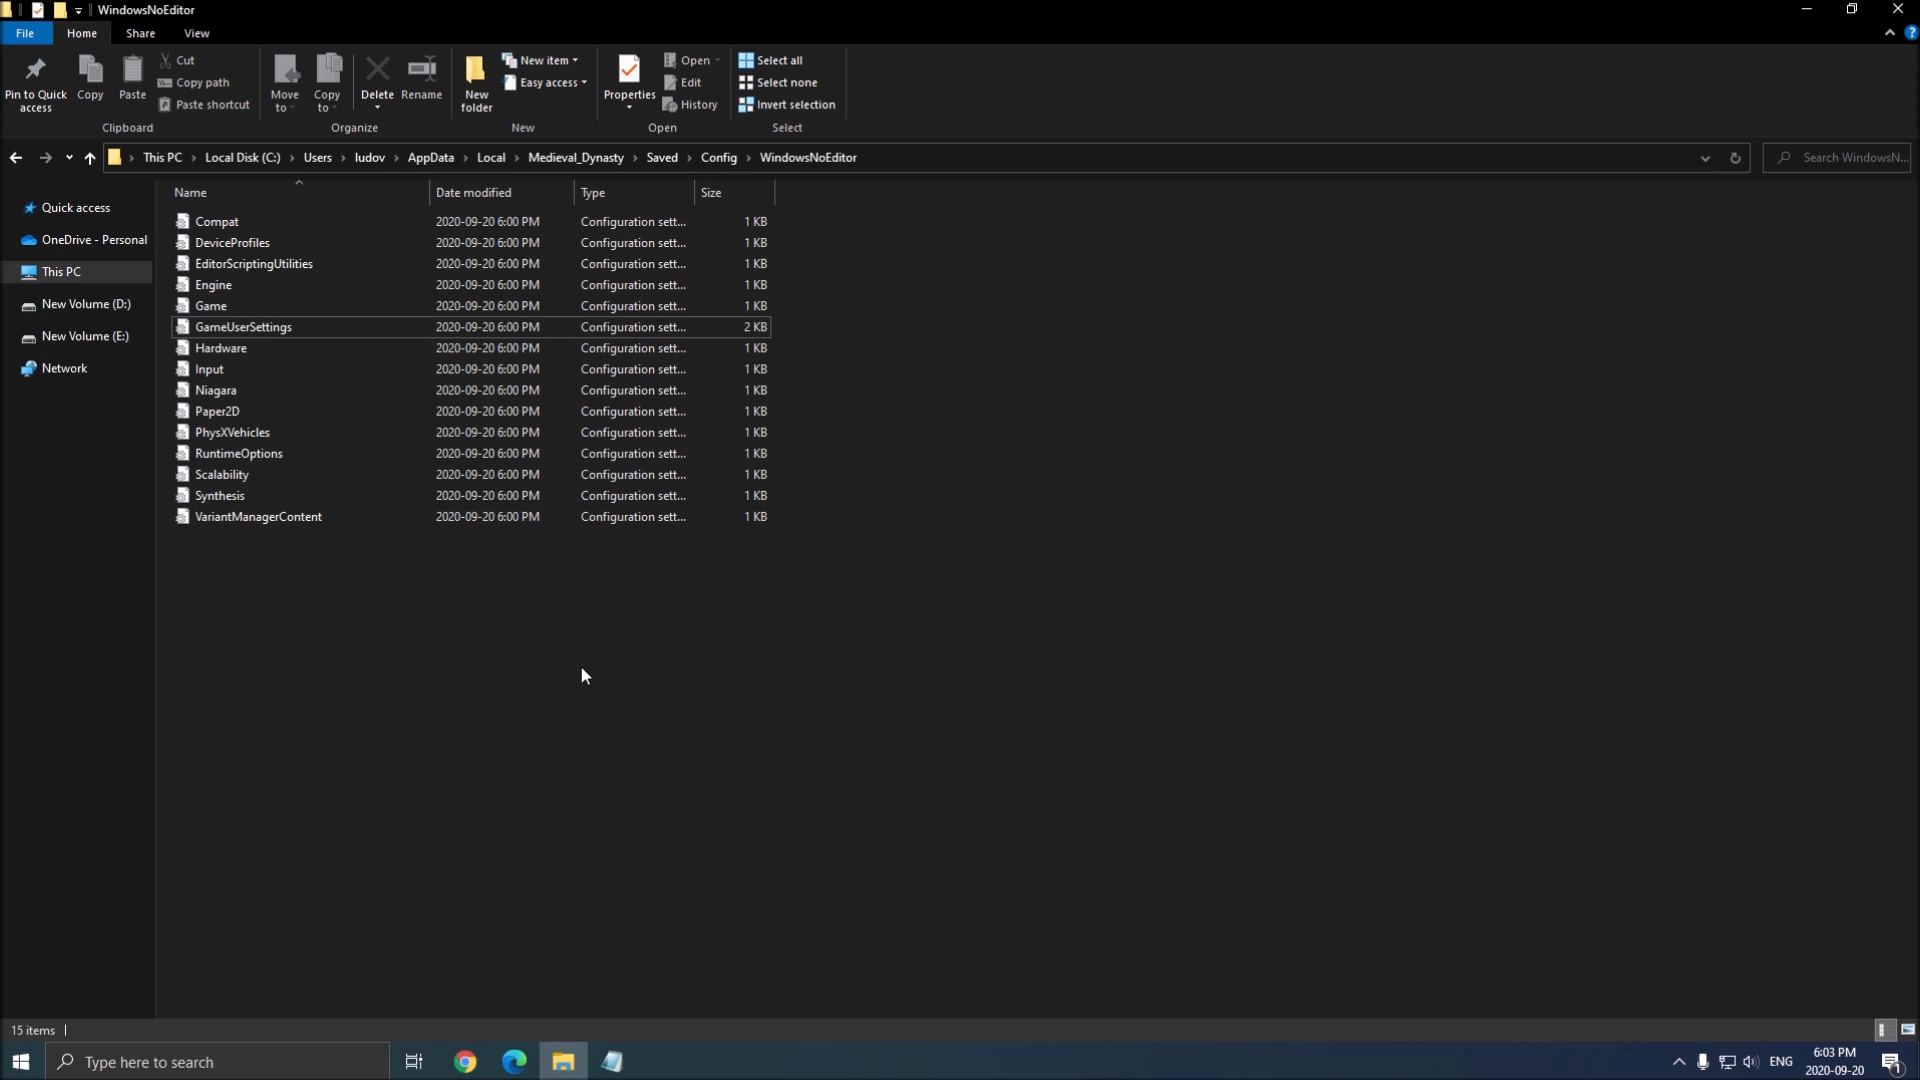 WindowsNoEditor
File Home Share View
Pin to Quick access
Copy
Paste
Cut
Copy path
Paste shortcut
Clipboard
Move to
Copy to
Delete
Rename
Organize
New folder
New item
Easy access
New
Properties
Open
Edit
History
Open
Select all
Select none
Invert selection
Select
This PC › Local Disk (C:) › Users › ludov › AppData › Local › Medieval_Dynasty › Saved › Config › WindowsNoEditor
Search WindowsN...
Quick access
OneDrive - Personal
This PC
New Volume (D:)
New Volume (E:)
Network
Name Date modified Type Size
Compat 2020-09-20 6:00 PM Configuration sett... 1 KB
DeviceProfiles 2020-09-20 6:00 PM Configuration sett... 1 KB
EditorScriptingUtilities 2020-09-20 6:00 PM Configuration sett... 1 KB
Engine 2020-09-20 6:00 PM Configuration sett... 1 KB
Game 2020-09-20 6:00 PM Configuration sett... 1 KB
GameUserSettings 2020-09-20 6:00 PM Configuration sett... 2 KB
Hardware 2020-09-20 6:00 PM Configuration sett... 1 KB
Input 2020-09-20 6:00 PM Configuration sett... 1 KB
Niagara 2020-09-20 6:00 PM Configuration sett... 1 KB
Paper2D 2020-09-20 6:00 PM Configuration sett... 1 KB
PhysXVehicles 2020-09-20 6:00 PM Configuration sett... 1 KB
RuntimeOptions 2020-09-20 6:00 PM Configuration sett... 1 KB
Scalability 2020-09-20 6:00 PM Configuration sett... 1 KB
Synthesis 2020-09-20 6:00 PM Configuration sett... 1 KB
VariantManagerContent 2020-09-20 6:00 PM Configuration sett... 1 KB
15 items
Type here to search
ENG
6:03 PM
2020-09-20
1